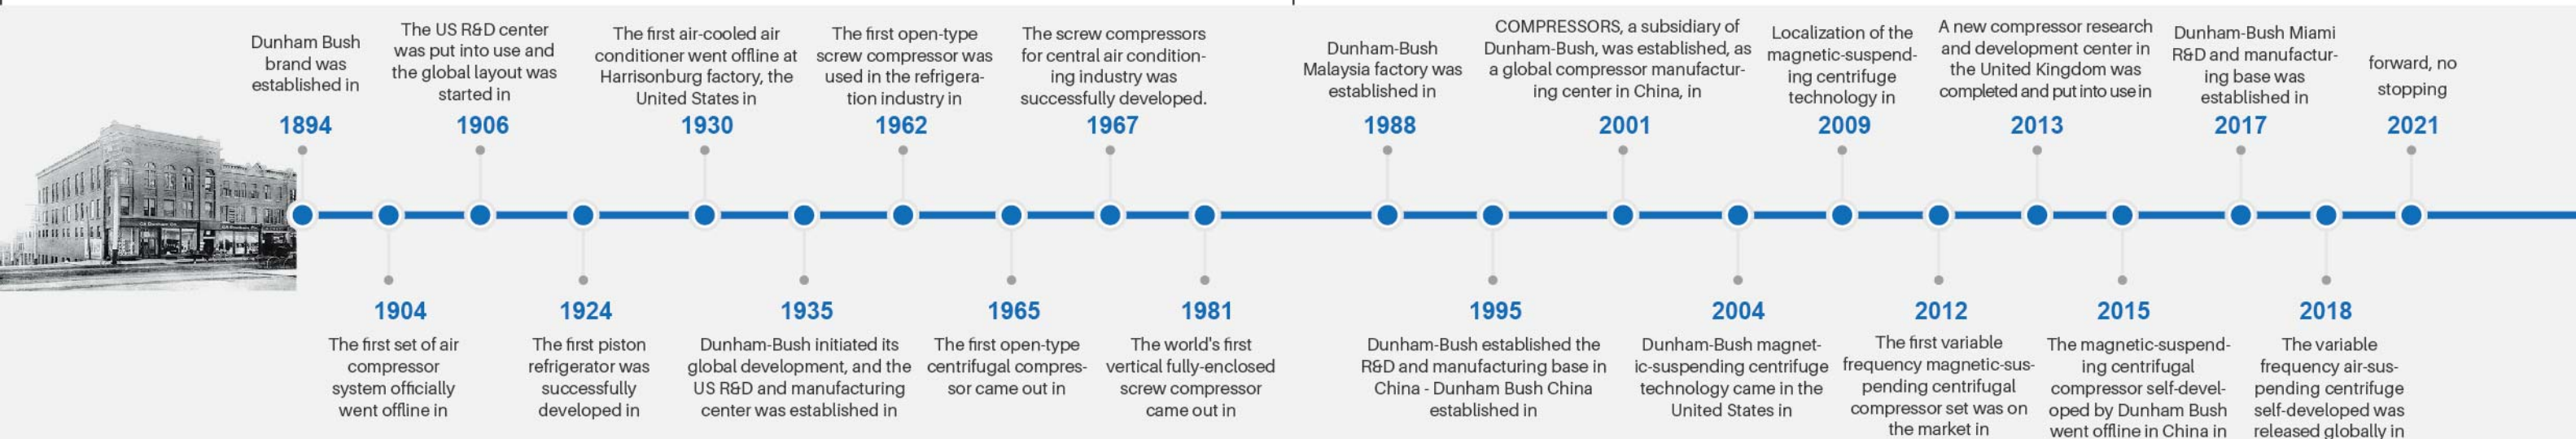 Dunham Bush
brand was
established in
1894
The first set of air
compressor
system officially
went offline in
1904
The US R&D center
was put into use and
the global layout was
started in
1906
1924
The first piston
refrigerator was
successfully
developed in
The first air-cooled air
conditioner went offline at
Harrisonburg factory, the
United States in
1930
1935
Dunham-Bush initiated its
global development, and the
US R&D and manufacturing
center was established in
The first open-type
screw compressor was
used in the refrigera-
tion industry in
1962
1965
The first open-type
centrifugal compres-
sor came out in
The screw compressors
for central air condition-
ing industry was
successfully developed.
1967
1981
The world's first
vertical fully-enclosed
screw compressor
came out in
Dunham-Bush
Malaysia factory was
established in
1988
1995
Dunham-Bush established the
R&D and manufacturing base in
China - Dunham Bush China
established in
COMPRESSORS, a subsidiary of
Dunham-Bush, was established, as
a global compressor manufactur-
ing center in China, in
2001
2004
Dunham-Bush magnet-
ic-suspending centrifuge
technology came in the
United States in
Localization of the
magnetic-suspend-
ing centrifuge
technology in
2009
2012
The first variable
frequency magnetic-sus-
pending centrifugal
compressor set was on
the market in
A new compressor research
and development center in
the United Kingdom was
completed and put into use in
2013
2015
The magnetic-suspend-
ing centrifugal
compressor self-devel-
oped by Dunham Bush
went offline in China in
Dunham-Bush Miami
R&D and manufactur-
ing base was
established in
2017
2018
The variable
frequency air-sus-
pending centrifuge
self-developed was
released globally in
forward, no
stopping
2021